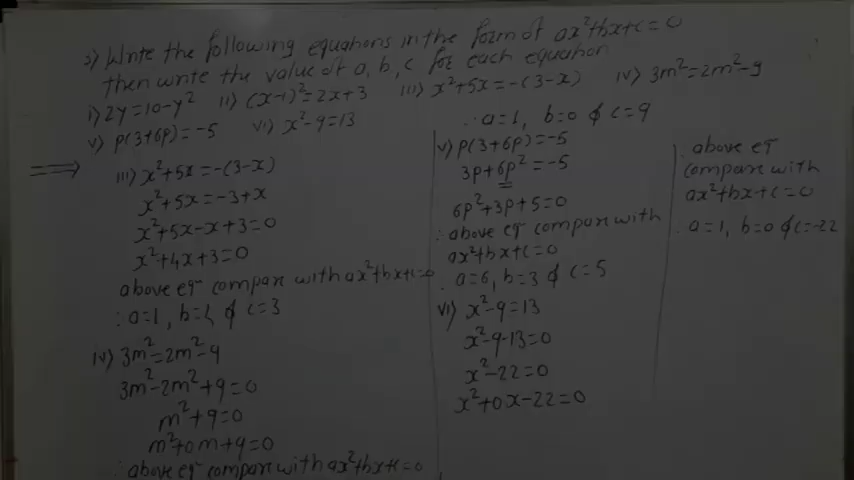 3) Write the following equations in the form of ax²+bx+c=0
then write the value of a, b, c for each equation
i) 2y=10-y² ii) (x-1)²=2x+3 iii) x²+5x=-(3-x) iv) 3m²=2m²-9
v) p(3+6p)=-5 vi) x²-9=13
⇒ iii) x²+5x=-(3-x)
x²+5x=-3+x
x²+5x-x+3=0
x²+4x+3=0
above eqⁿ compare with ax²+bx+c=0
∴ a=1, b= & c=3
iv) 3m²=2m²-9
3m²-2m²+9=0
m²+9=0
m²+0m+9=0
∴ above eqⁿ compare with ax²+bx+c=0
∴ a=1, b=0 & c=9
v) p(3+6p)=-5
3p+6p²=-5
6p²+3p+5=0
∴ above eqⁿ compare with
ax²+bx+c=0
∴ a=6, b=3 & c=5
vi) x²-9=13
x²-9-13=0
x²-22=0
x²+0x-22=0
∴ above eqⁿ
compare with
ax²+bx+c=0
∴ a=1, b=0 & c=-22